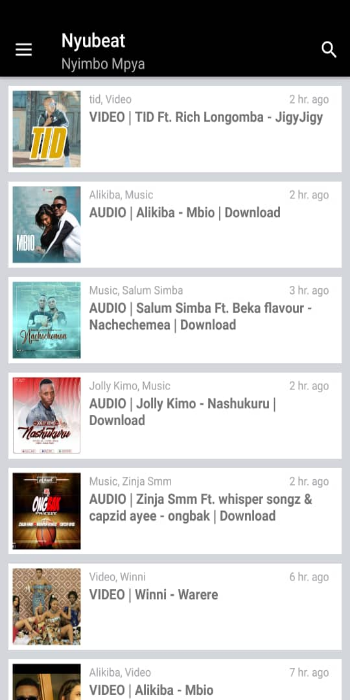 Nyubeat
Nyimbo Mpya
tid, Video
2 hr. ago
VIDEO | TID Ft. Rich Longomba - JigyJigy
TID
Alikiba, Music
2 hr. ago
AUDIO | Alikiba - Mbio | Download
MBIO
Music, Salum Simba
3 hr. ago
AUDIO | Salum Simba Ft. Beka flavour -
Nachechemea | Download
Nachechemea
Jolly Kimo, Music
2 hr. ago
AUDIO | Jolly Kimo - Nashukuru |
Download
Nashukuru
Music, Zinja Smm
2 hr. ago
AUDIO | Zinja Smm Ft. whisper songz &
capzid ayee - ongbak | Download
ONGBAK
Video, Winni
6 hr. ago
VIDEO | Winni - Warere
Alikiba, Video
7 hr. ago
VIDEO | Alikiba - Mbio